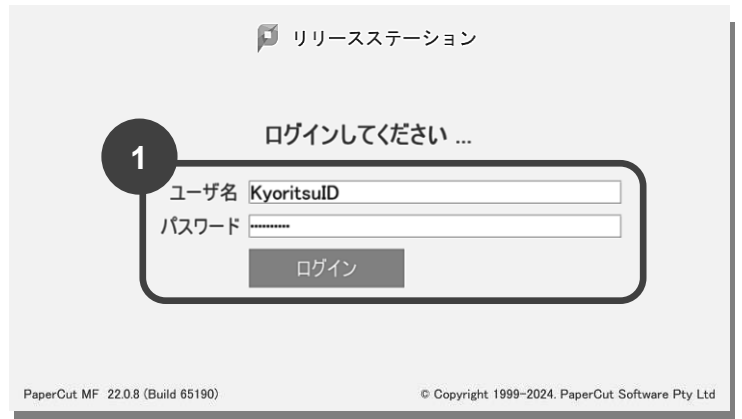 リリースステーション
ログインしてください ...
1
ユーザ名 KyoritsuID
パスワード ••••••••••
ログイン
PaperCut MF 22.0.8 (Build 65190)
© Copyright 1999-2024. PaperCut Software Pty Ltd